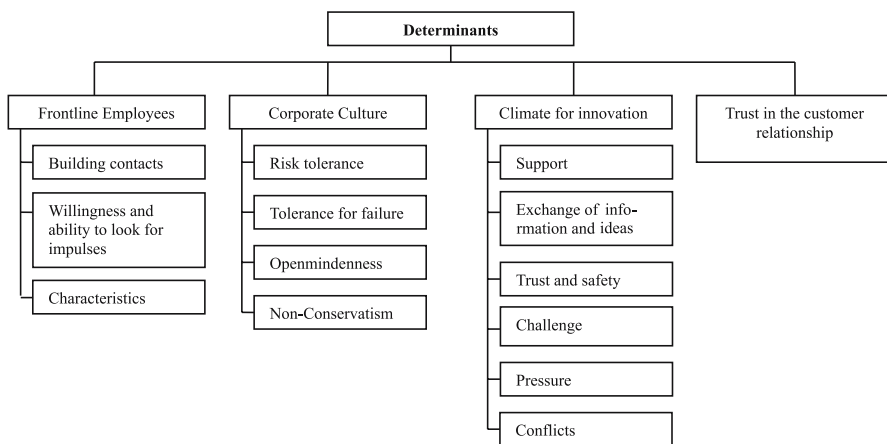 Determinants
Frontline Employees
Building contacts
Willingness and
ability to look for
impulses
Characteristics
Corporate Culture
Risk tolerance
Tolerance for failure
Openmindenness
Non-Conservatism
Climate for innovation
Support
Exchange of info-
rmation and ideas
Trust and safety
Challenge
Pressure
Conflicts
Trust in the customer
relationship